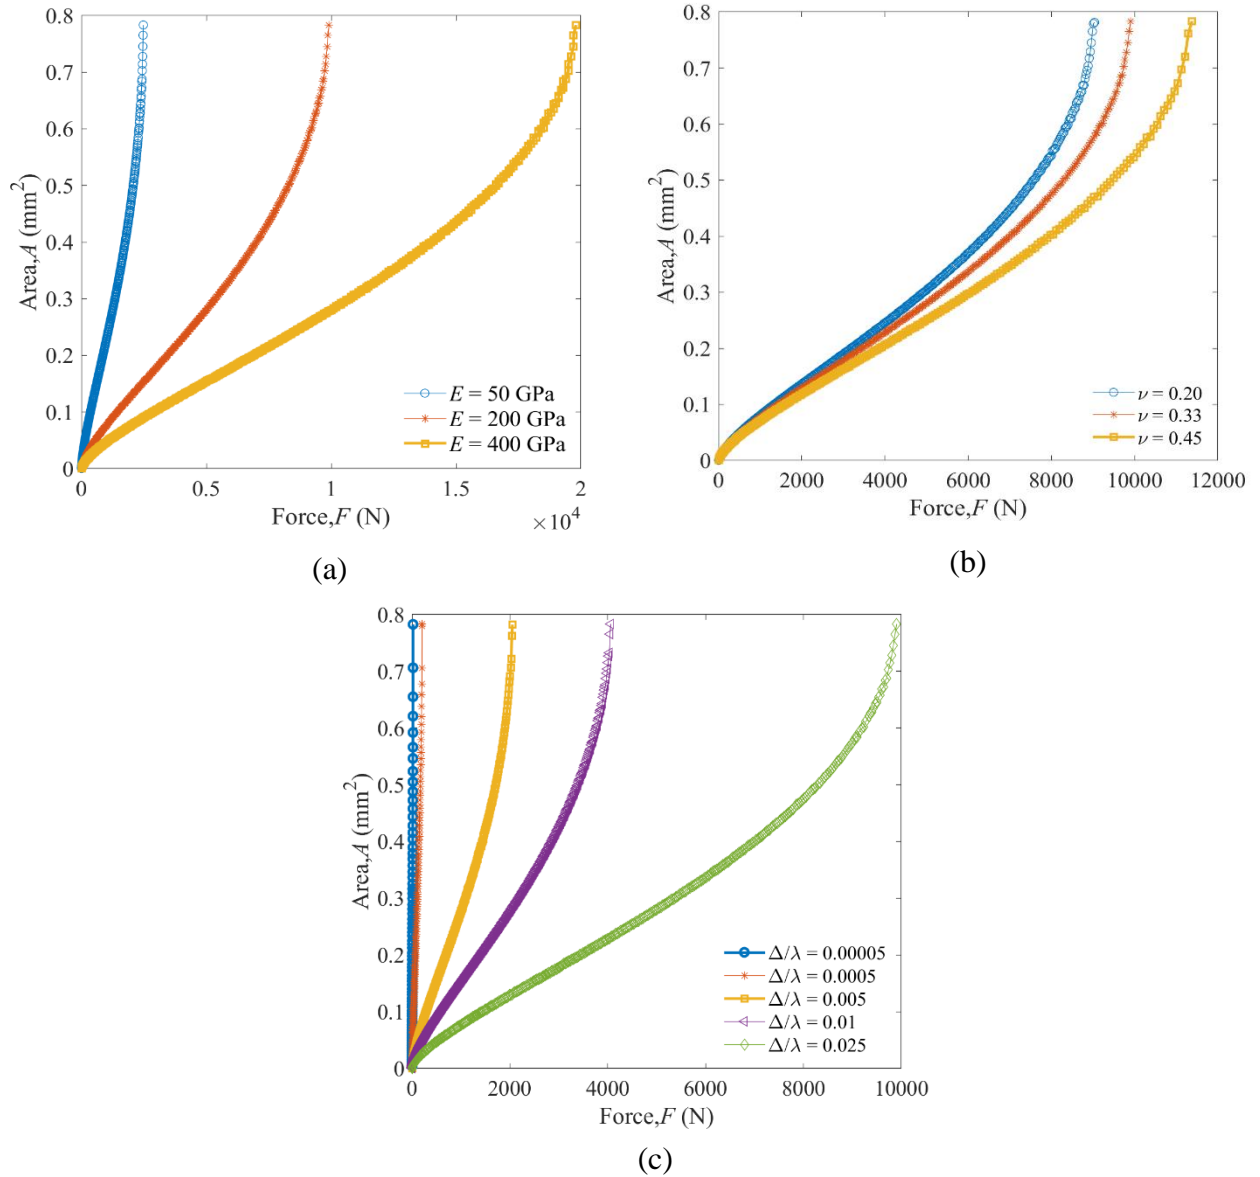 0.8
0.7
0.6
0.5
0.4
0.3
0.2
0.1
0
Area,A (mm²)
0
0.5
1
1.5
2
×10⁴
Force,F (N)
E = 50 GPa
E = 200 GPa
E = 400 GPa
(a)
0.8
0.7
0.6
0.5
0.4
0.3
0.2
0.1
0
Area,A (mm²)
0
2000
4000
6000
8000
10000
12000
Force,F (N)
ν = 0.20
ν = 0.33
ν = 0.45
(b)
0.8
0.7
0.6
0.5
0.4
0.3
0.2
0.1
0
Area,A (mm²)
0
2000
4000
6000
8000
10000
Force,F (N)
Δ/λ = 0.00005
Δ/λ = 0.0005
Δ/λ = 0.005
Δ/λ = 0.01
Δ/λ = 0.025
(c)